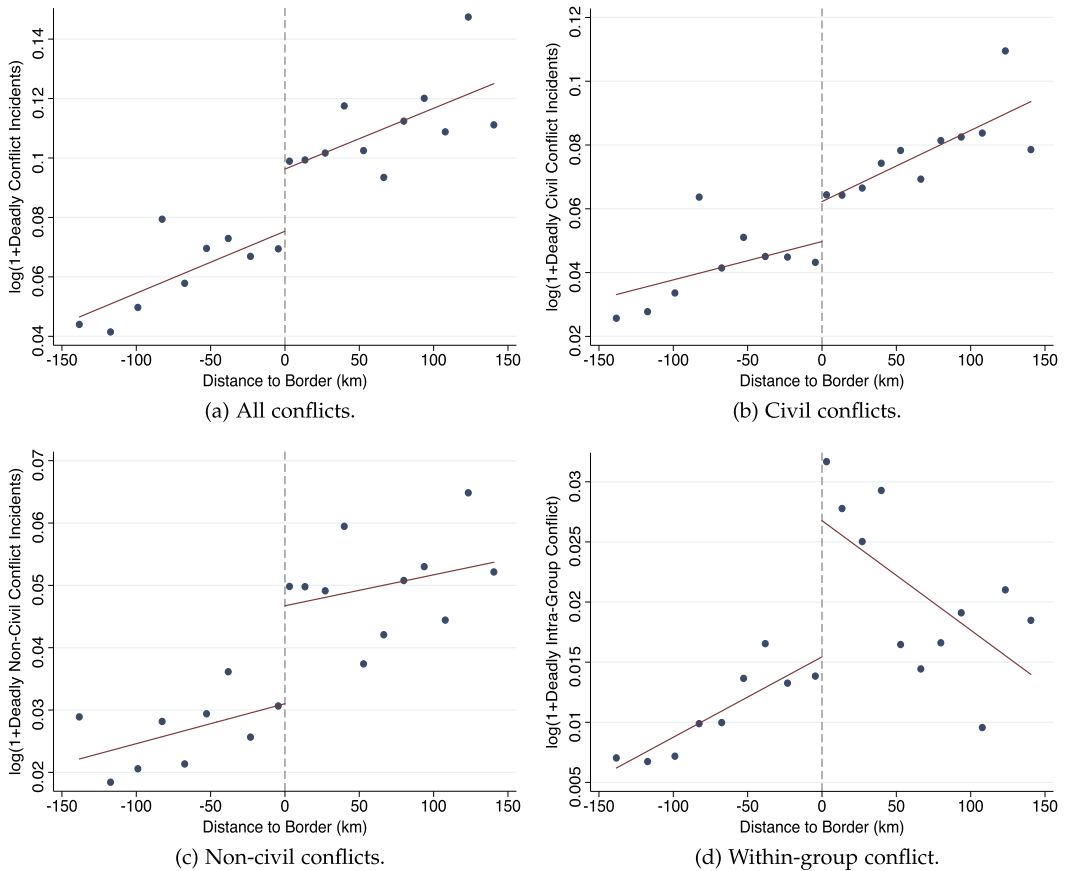 log(1+Deadly Conflict Incidents)
0.14
0.12
0.1
0.08
0.06
0.04
-150 -100 -50 0 50 100 150
Distance to Border (km)
(a) All conflicts.
log(1+Deadly Civil Conflict Incidents)
0.12
0.1
0.08
0.06
0.04
0.02
-150 -100 -50 0 50 100 150
Distance to Border (km)
(b) Civil conflicts.
log(1+Deadly Non-Civil Conflict Incidents)
0.07
0.06
0.05
0.04
0.03
0.02
-150 -100 -50 0 50 100 150
Distance to Border (km)
(c) Non-civil conflicts.
log(1+Deadly Intra-Group Conflict)
0.03
0.025
0.02
0.015
0.01
0.005
-150 -100 -50 0 50 100 150
Distance to Border (km)
(d) Within-group conflict.